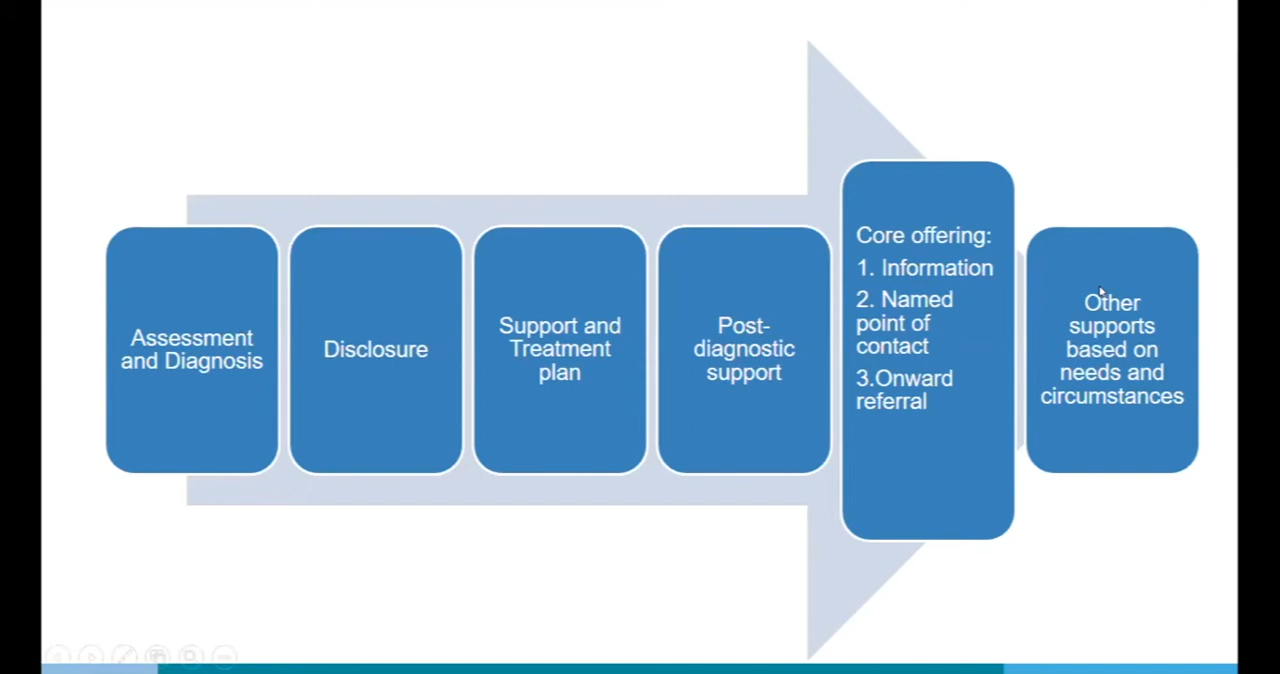 Assessment
and Diagnosis
Disclosure
Support and
Treatment
plan
Post-
diagnostic
support
Core offering:
1. Information
2. Named
point of
contact
3.Onward
referral
Other
supports
based on
needs and
circumstances